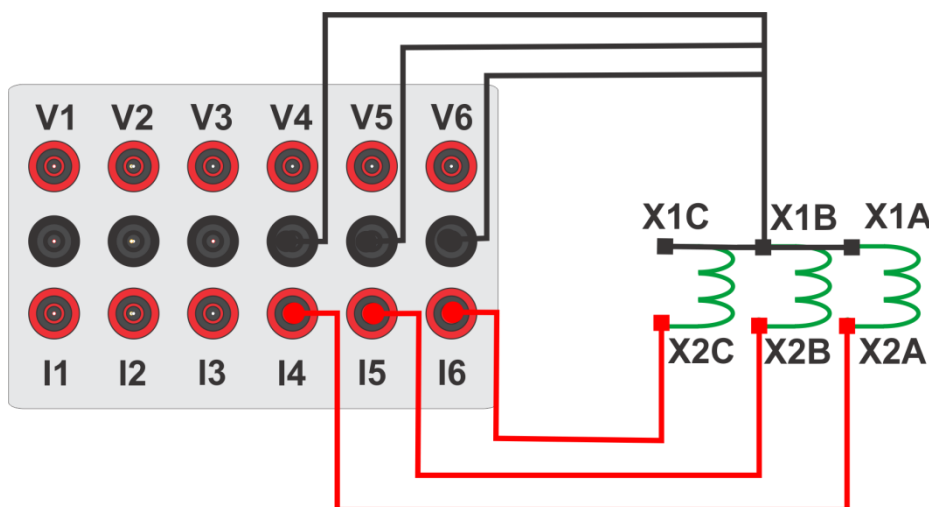 V1 V2 V3 V4 V5 V6
X1C X1B X1A
X2C X2B X2A
I1 I2 I3 I4 I5 I6